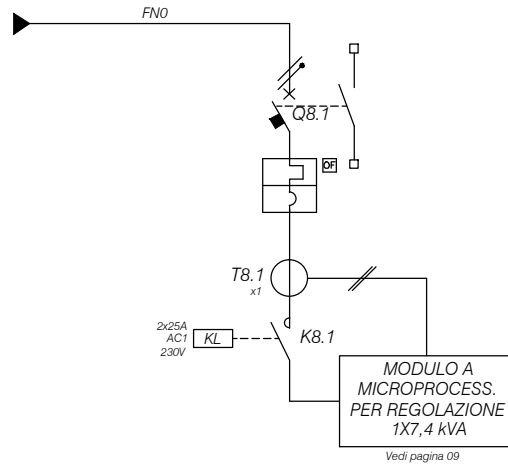 FN0
Q8.1
OF
T8.1
x1
2x25A
AC1
230V
KL
K8.1
MODULO A
MICROPROCESS.
PER REGOLAZIONE
1X7,4 kVA
Vedi pagina 09